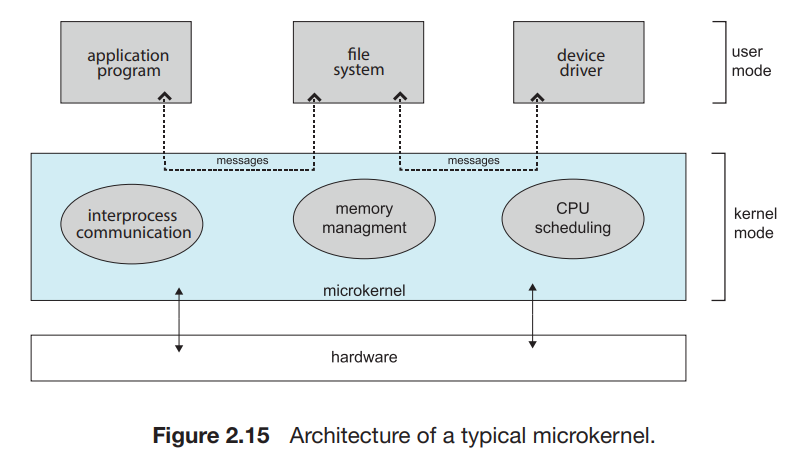 application
program
file
system
device
driver
user
mode
messages
messages
interprocess
communication
memory
managment
CPU
scheduling
kernel
mode
microkernel
hardware
Figure 2.15 Architecture of a typical microkernel.